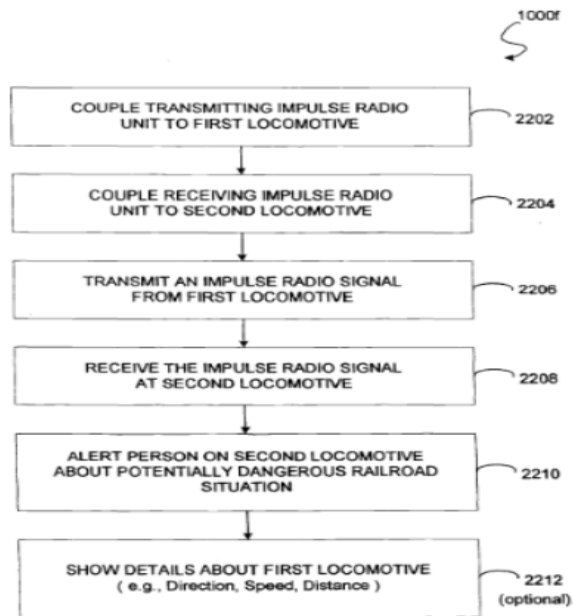 1000f
COUPLE TRANSMITTING IMPULSE RADIO
UNIT TO FIRST LOCOMOTIVE
2202
COUPLE RECEIVING IMPULSE RADIO
UNIT TO SECOND LOCOMOTIVE
2204
TRANSMIT AN IMPULSE RADIO SIGNAL
FROM FIRST LOCOMOTIVE
2206
RECEIVE THE IMPULSE RADIO SIGNAL
AT SECOND LOCOMOTIVE
2208
ALERT PERSON ON SECOND LOCOMOTIVE
ABOUT POTENTIALLY DANGEROUS RAILROAD
SITUATION
2210
SHOW DETAILS ABOUT FIRST LOCOMOTIVE
( e.g., Direction, Speed, Distance )
2212
(optional)